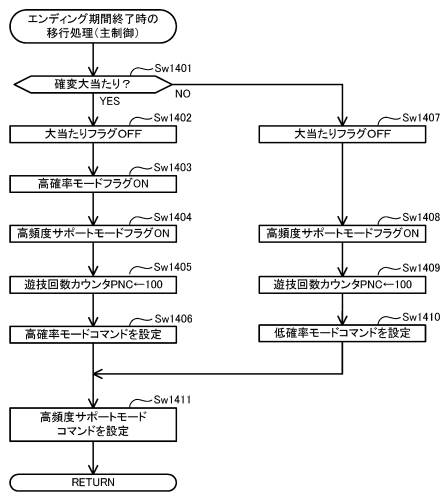 エンディング期間終了時の
移行処理(主制御)
Sw1401
確変大当たり？
YES
NO
Sw1402
大当たりフラグOFF
Sw1403
高確率モードフラグON
Sw1404
高頻度サポートモードフラグON
Sw1405
遊技回数カウンタPNC←100
Sw1406
高確率モードコマンドを設定
Sw1407
大当たりフラグOFF
Sw1408
高頻度サポートモードフラグON
Sw1409
遊技回数カウンタPNC←100
Sw1410
低確率モードコマンドを設定
Sw1411
高頻度サポートモード
コマンドを設定
RETURN